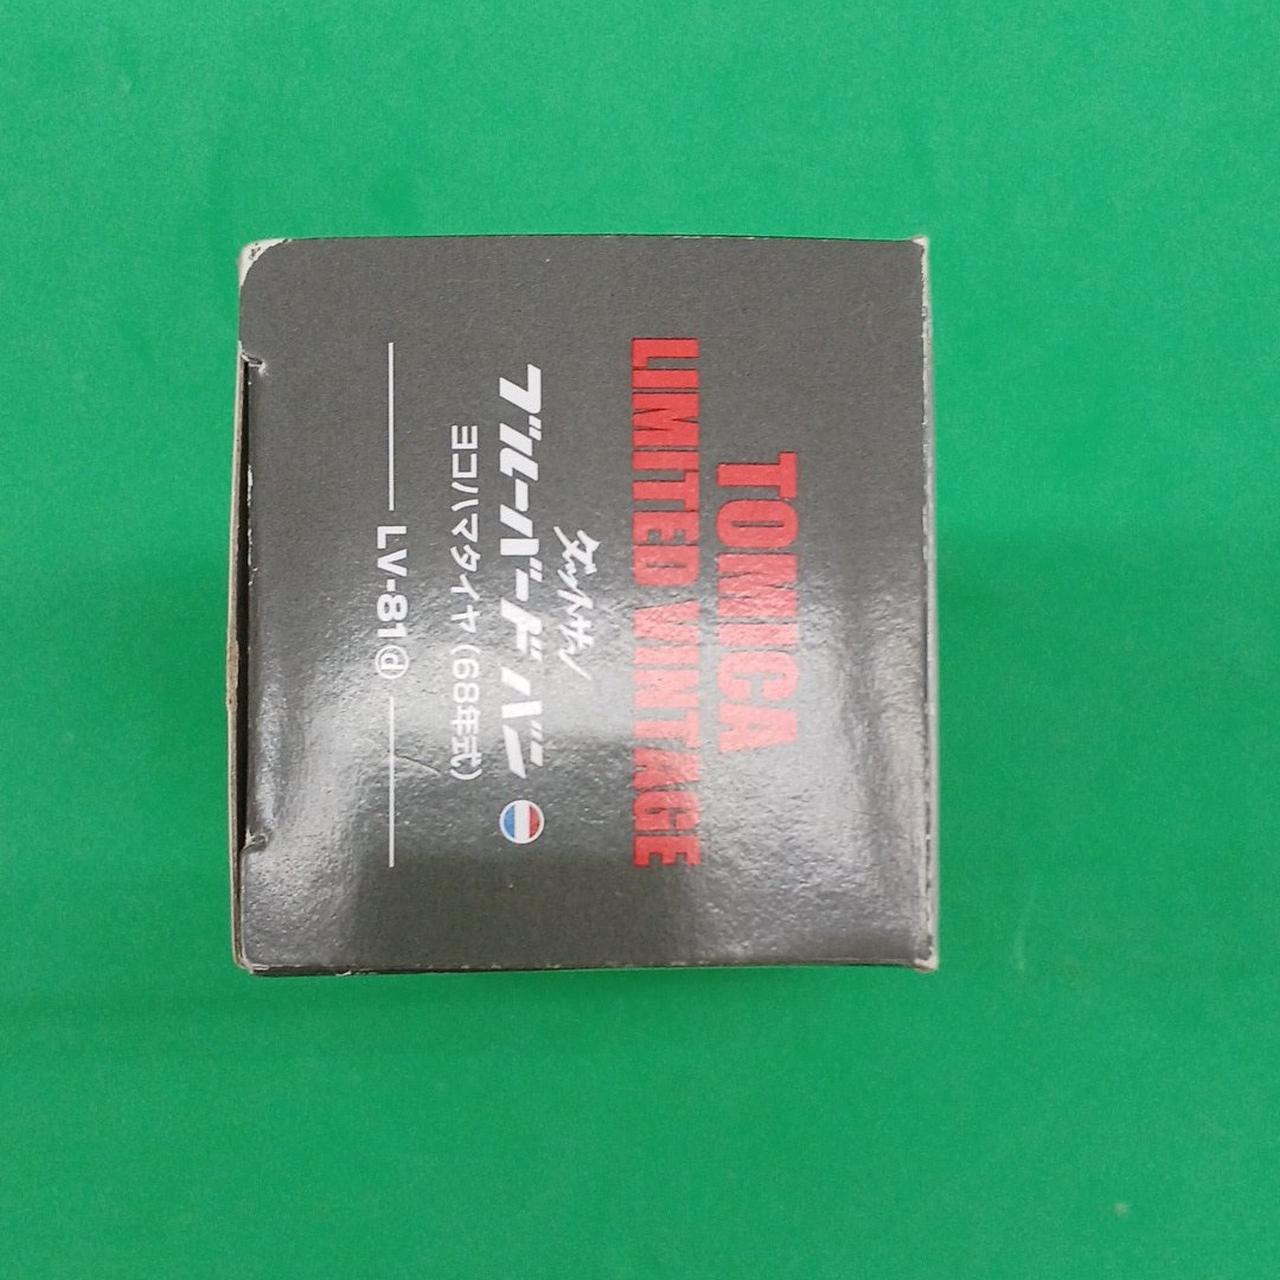 TOMICA
LIMITED VINTAGE
ダットサン
ブルーバード バン
ヨコハマタイヤ (68年式)
LV-81ⓓ